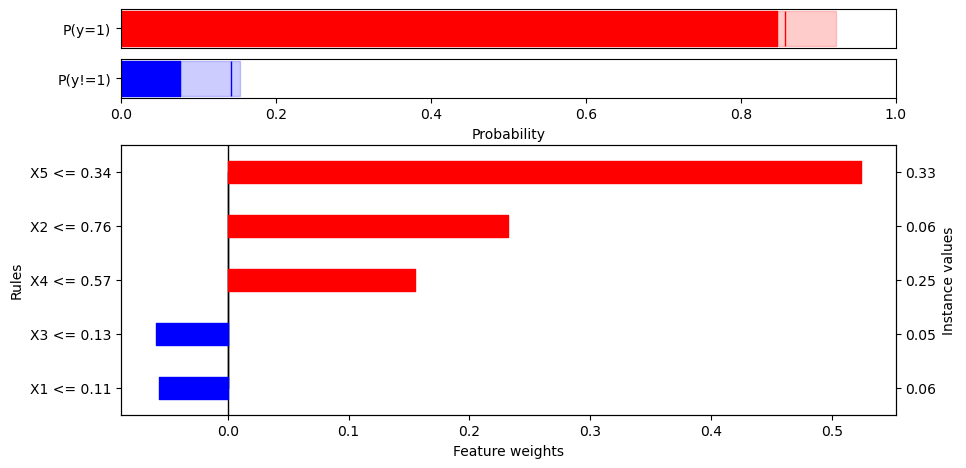 P(y=1)
P(y!=1)
0.0 0.2 0.4 0.6 0.8 1.0
Probability
X5 <= 0.34 0.33
X2 <= 0.76 0.06
X4 <= 0.57 0.25
X3 <= 0.13 0.05
X1 <= 0.11 0.06
Rules
Instance values
0.0 0.1 0.2 0.3 0.4 0.5
Feature weights